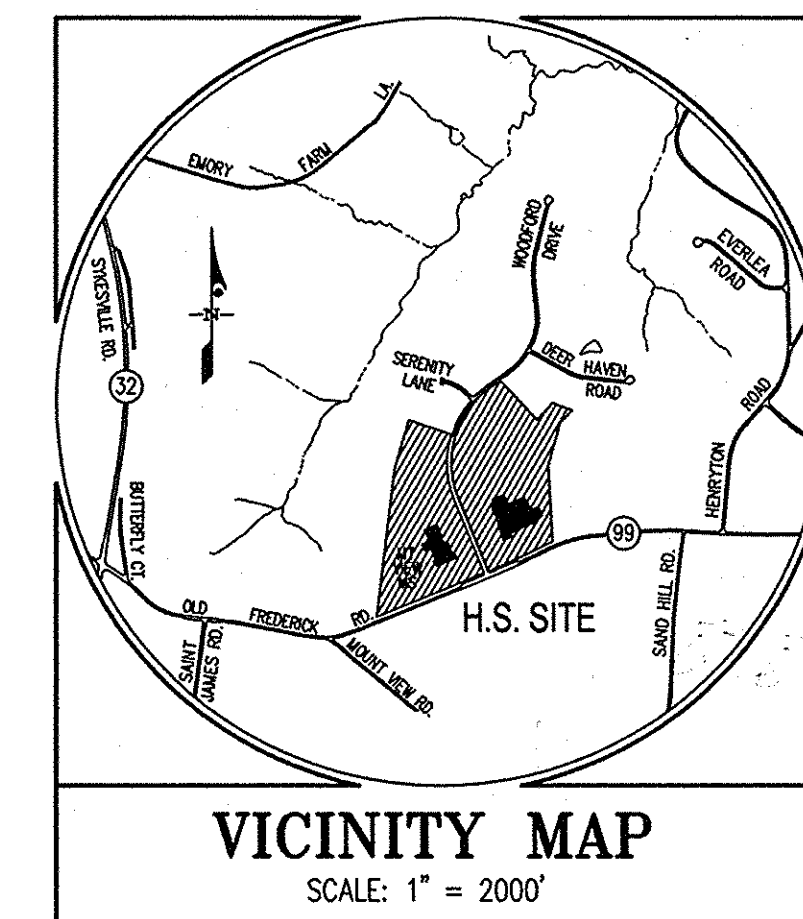 EMORY FARM LA.
SYKESVILLE RD.
32
N
WOODFORD
DRIVE
EVERLEA
ROAD
SERENITY
LANE
DEER HAVEN
ROAD
HENRYTON ROAD
BUTTERFLY CT.
MT
VIEW
99
OLD FREDERICK RD.
H.S. SITE
SAINT
JAMES RD.
MOUNT VIEW RD.
SAND HILL RD.
VICINITY MAP
SCALE: 1" = 2000'